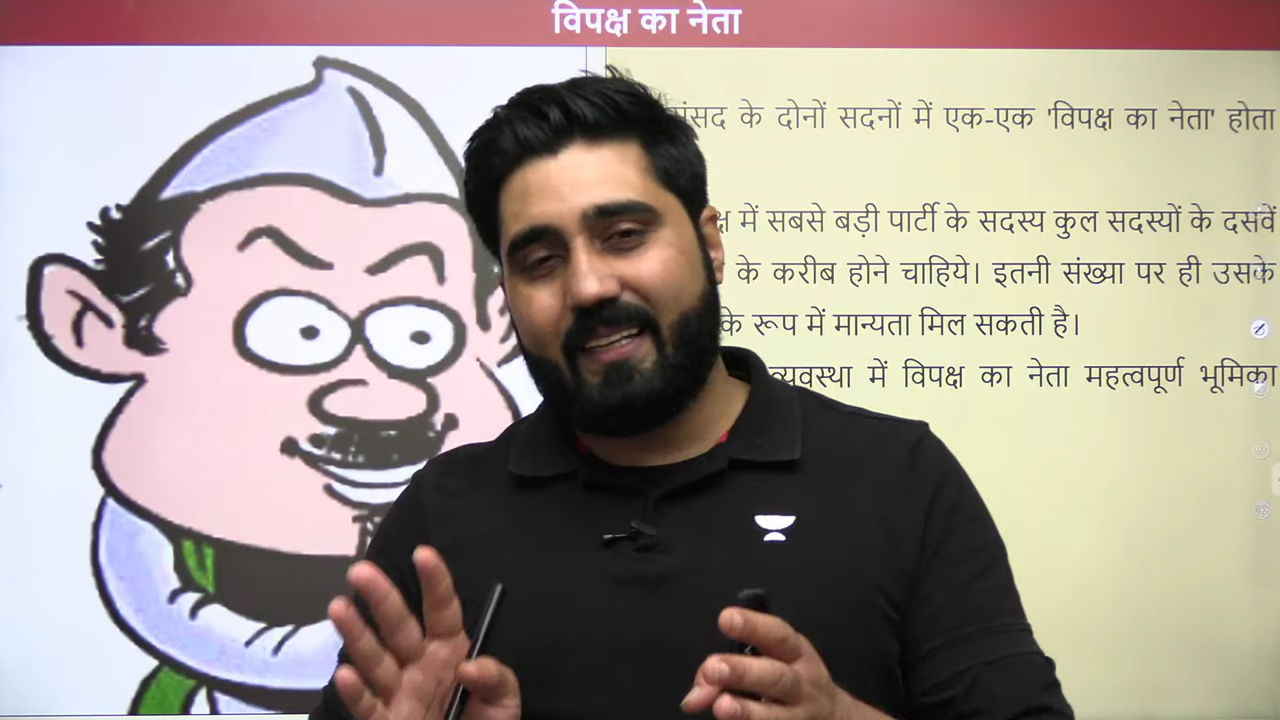 विपक्ष का नेता
के दोनों सदनों में एक-एक 'विपक्ष का नेता' होता
में सबसे बड़ी पार्टी के सदस्य कुल सदस्यों के दसवें
के करीब होने चाहिये। इतनी संख्या पर ही उसके
के रूप में मान्यता मिल सकती है।
व्यवस्था में विपक्ष का नेता महत्वपूर्ण भूमिका